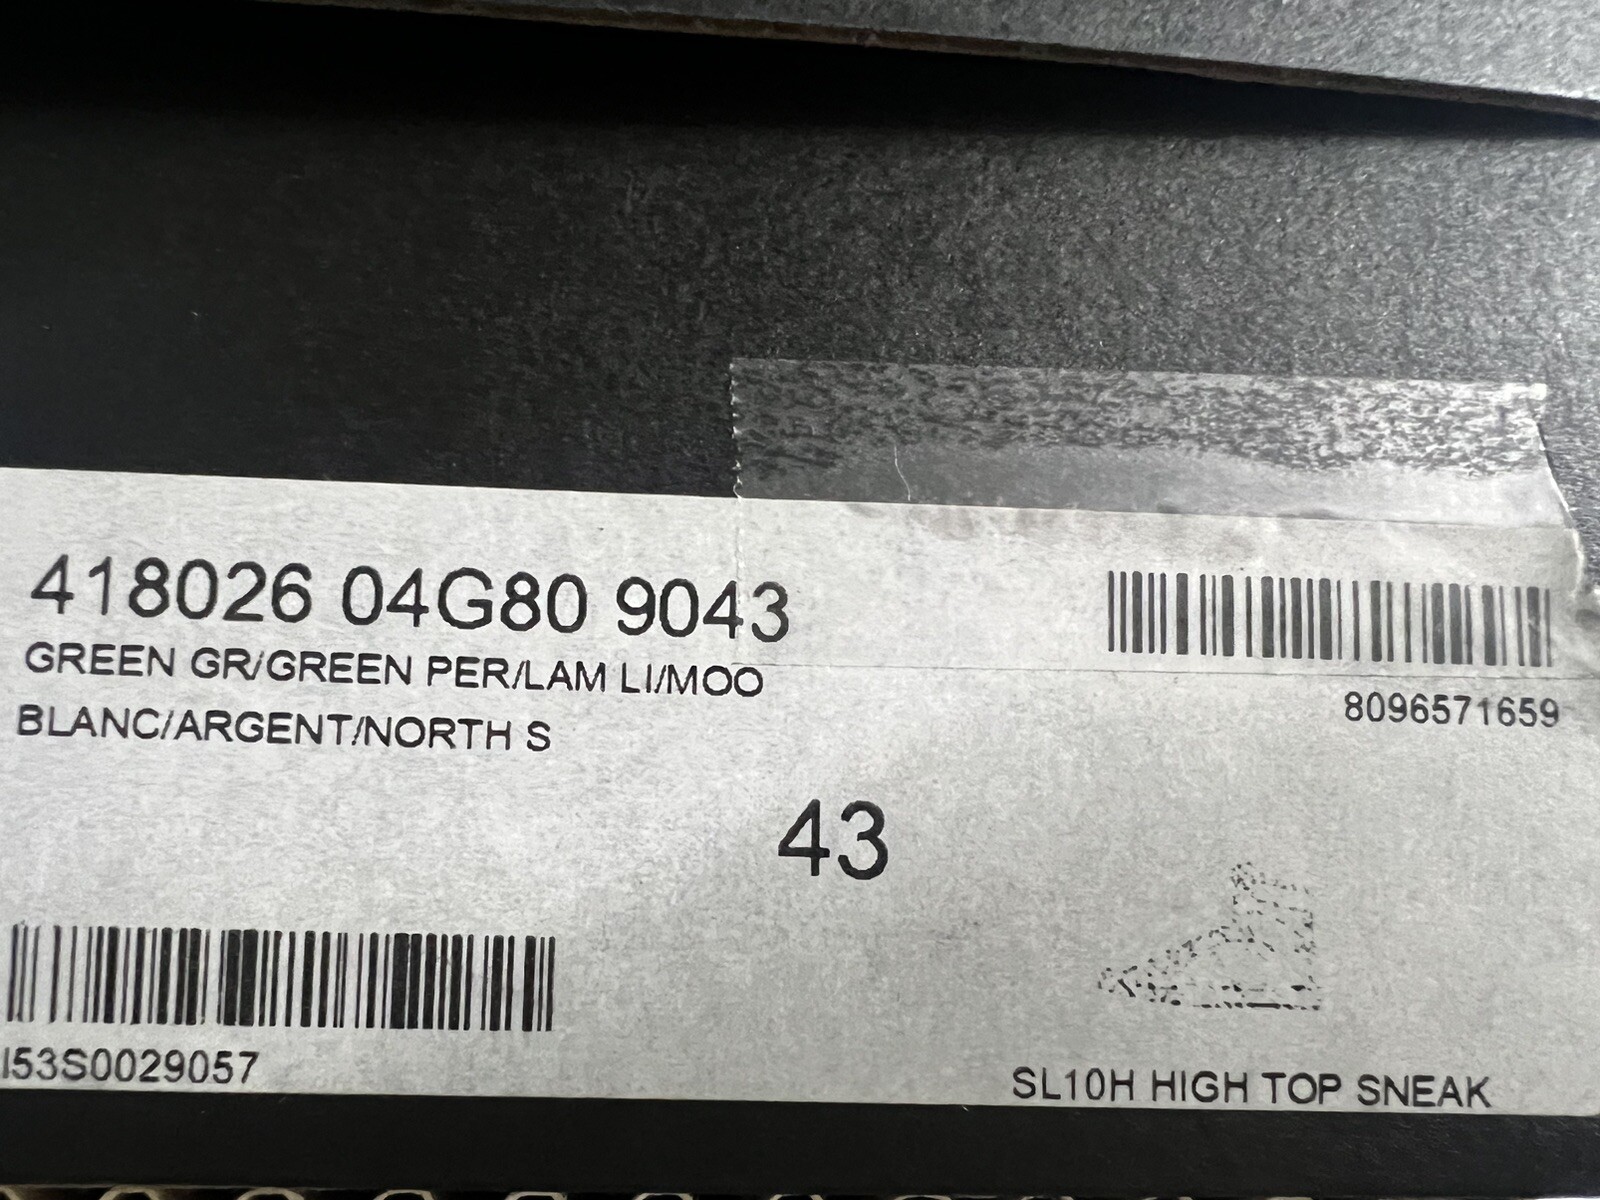 418026 04G80 9043
GREEN GR/GREEN PER/LAM LI/MOO
BLANC/ARGENT/NORTH S
8096571659
43
I53S0029057
SL10H HIGH TOP SNEAK